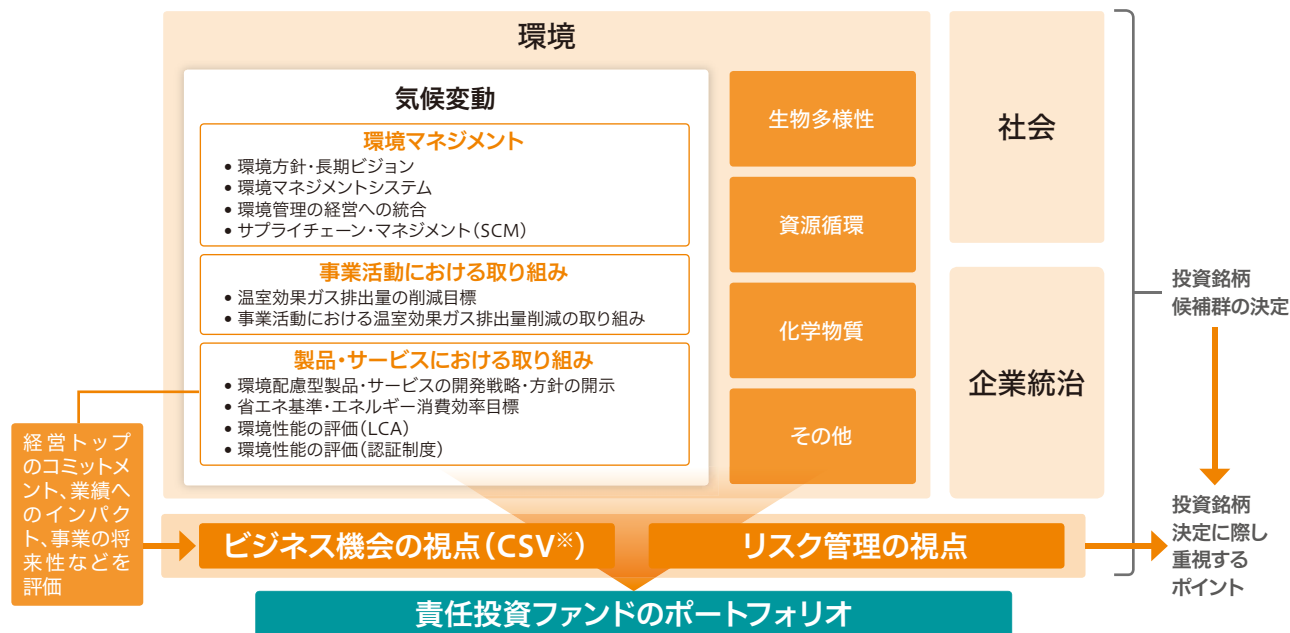 環境
気候変動
環境マネジメント
• 環境方針・長期ビジョン
• 環境マネジメントシステム
• 環境管理の経営への統合
• サプライチェーン・マネジメント(SCM)
事業活動における取り組み
• 温室効果ガス排出量の削減目標
• 事業活動における温室効果ガス排出量削減の取り組み
製品・サービスにおける取り組み
• 環境配慮型製品・サービスの開発戦略・方針の開示
• 省エネ基準・エネルギー消費効率目標
• 環境性能の評価(LCA)
• 環境性能の評価(認証制度)
生物多様性
資源循環
化学物質
その他
社会
企業統治
投資銘柄
候補群の決定
経営トップ
のコミットメ
ント、業績へ
のインパク
ト、事業の将
来性などを
評価
ビジネス機会の視点(CSV※)
リスク管理の視点
投資銘柄
決定に際し
重視する
ポイント
責任投資ファンドのポートフォリオ